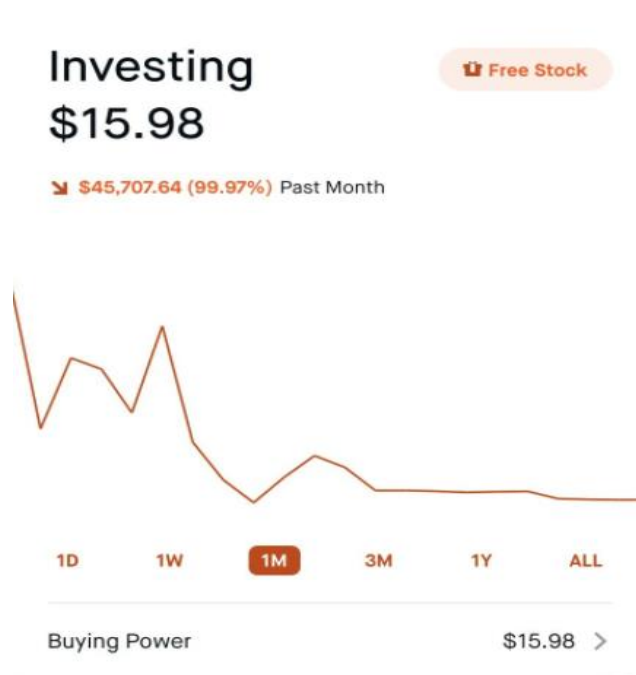 Investing
Free Stock
$15.98
$45,707.64 (99.97%) Past Month
1D 1W 1M 3M 1Y ALL
Buying Power $15.98